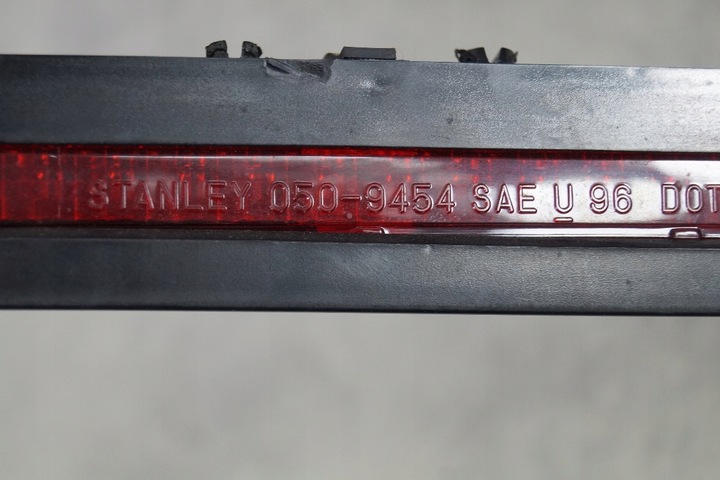 STANLEY 050-9454 SAE U 96 DOT